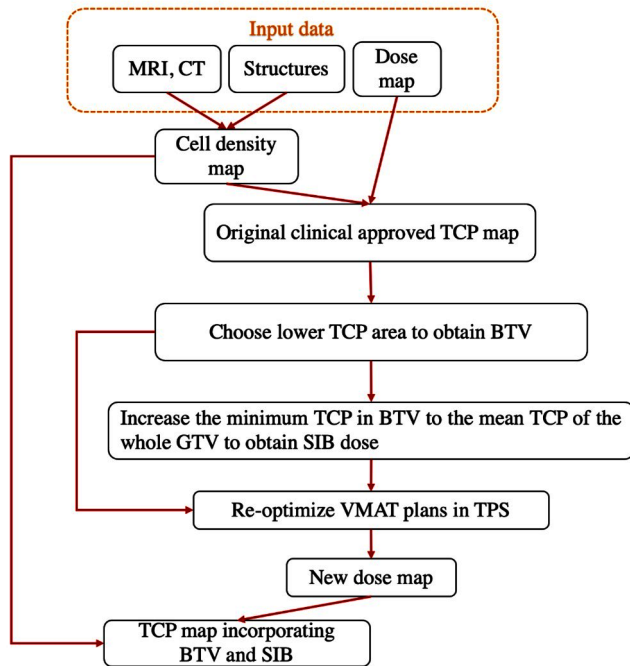 Input data
MRI, CT
Structures
Dose
map
Cell density
map
Original clinical approved TCP map
Choose lower TCP area to obtain BTV
Increase the minimum TCP in BTV to the mean TCP of the
whole GTV to obtain SIB dose
Re-optimize VMAT plans in TPS
New dose map
TCP map incorporating
BTV and SIB